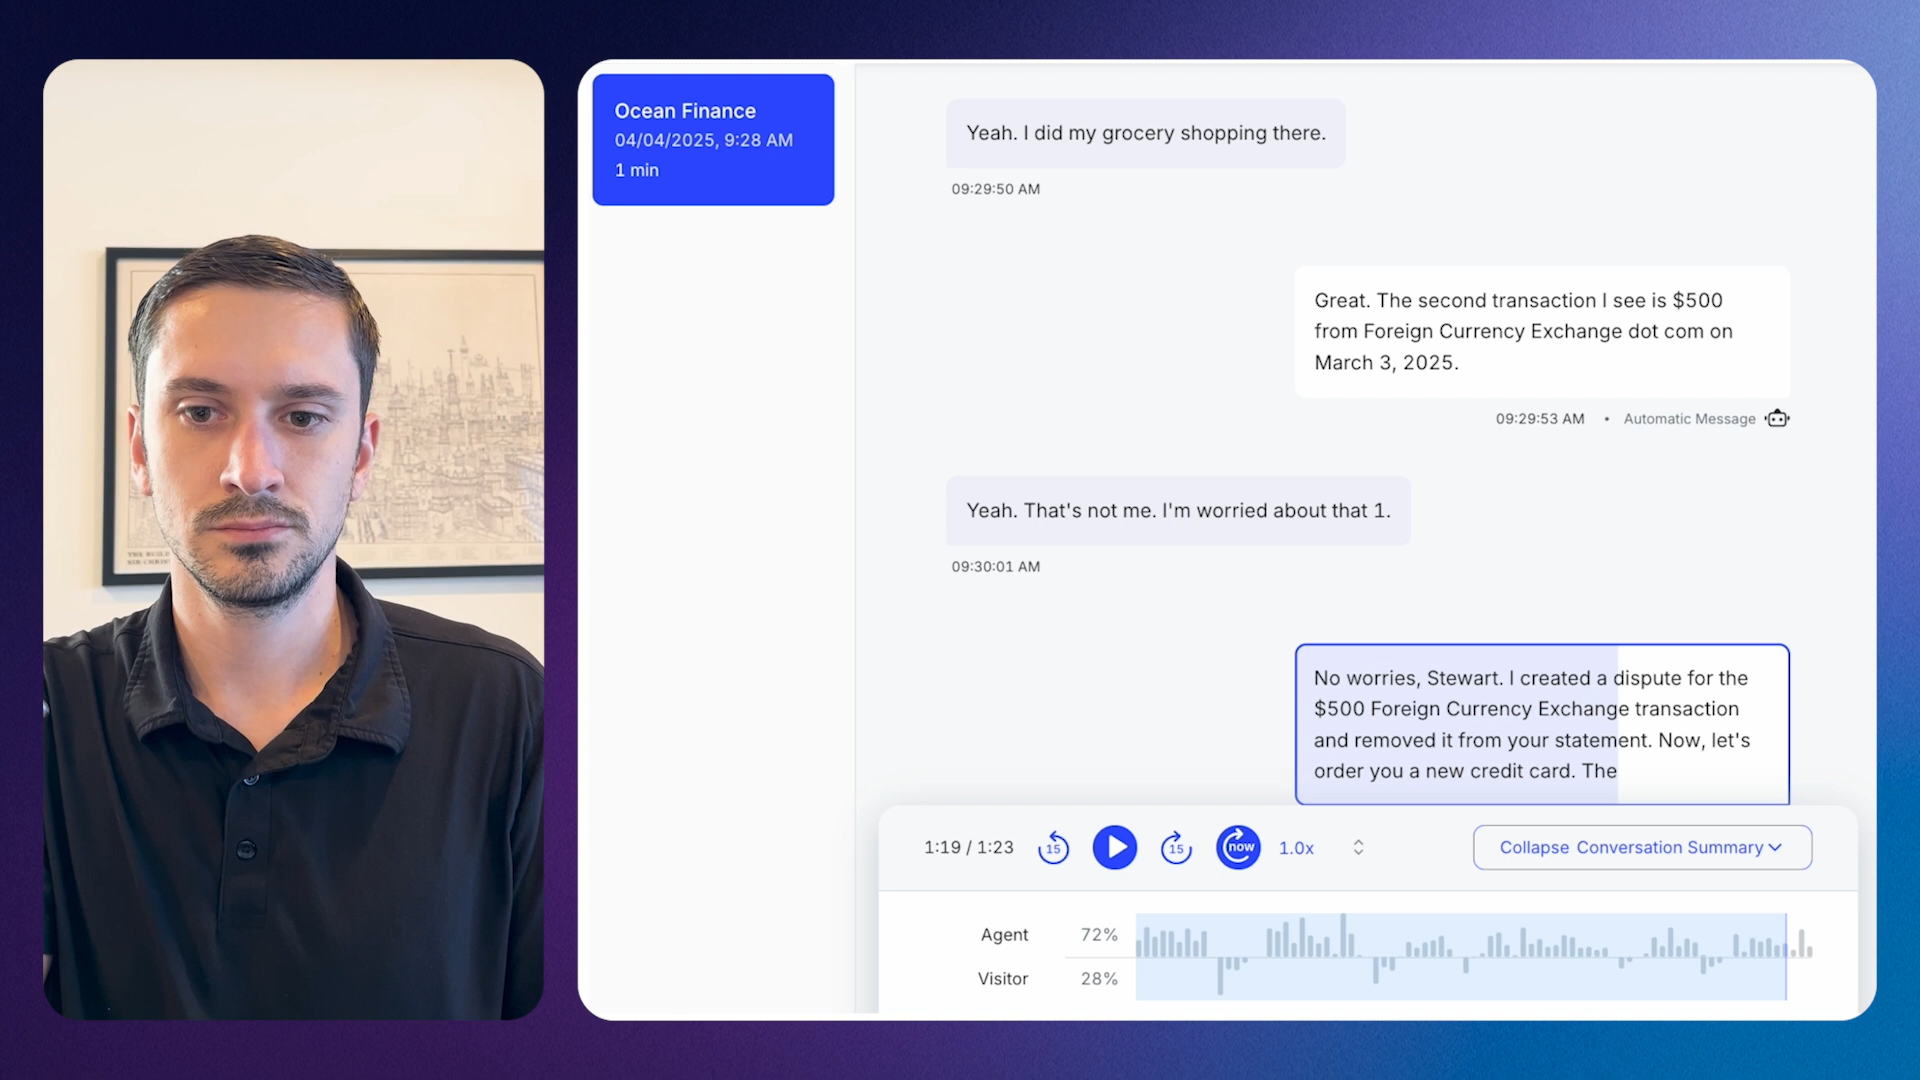 Ocean Finance
04/04/2025, 9:28 AM
1 min
Yeah. I did my grocery shopping there.
09:29:50 AM
Great. The second transaction I see is $500
from Foreign Currency Exchange dot com on
March 3, 2025.
09:29:53 AM • Automatic Message
Yeah. That's not me. I'm worried about that 1.
09:30:01 AM
No worries, Stewart. I created a dispute for the
$500 Foreign Currency Exchange transaction
and removed it from your statement. Now, let's
order you a new credit card. The
1:19 / 1:23 15 15 now 1.0x Collapse Conversation Summary
Agent 72%
Visitor 28%